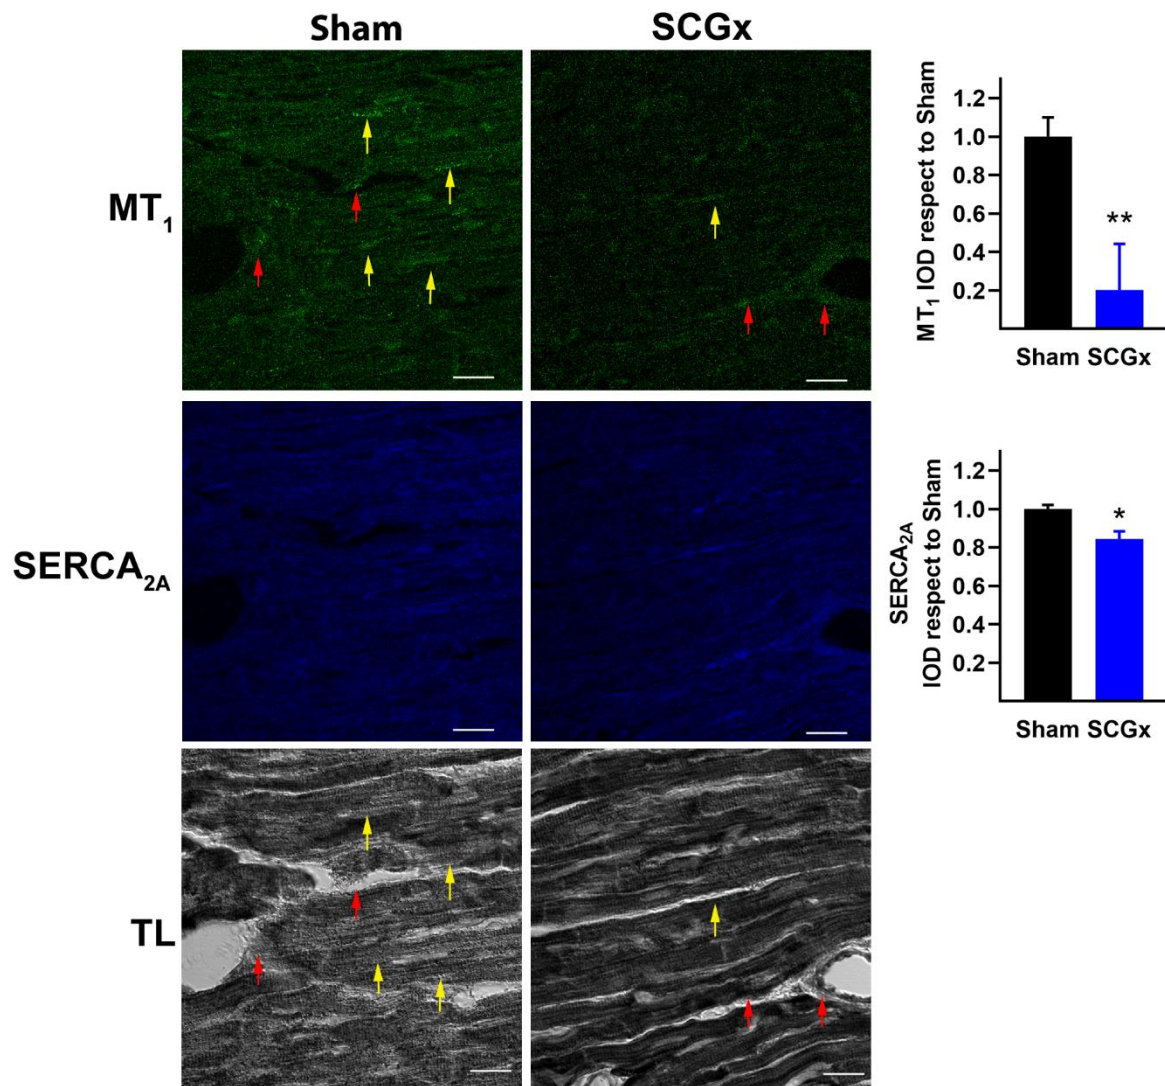 Sham
SCGx
MT₁
MT₁ IOD respect to Sham
1.2
1.0
0.8
0.6
0.4
0.2
**
Sham SCGx
SERCA₂A
SERCA₂A
IOD respect to Sham
1.2
1.0
0.8
0.6
0.4
0.2
*
Sham SCGx
TL